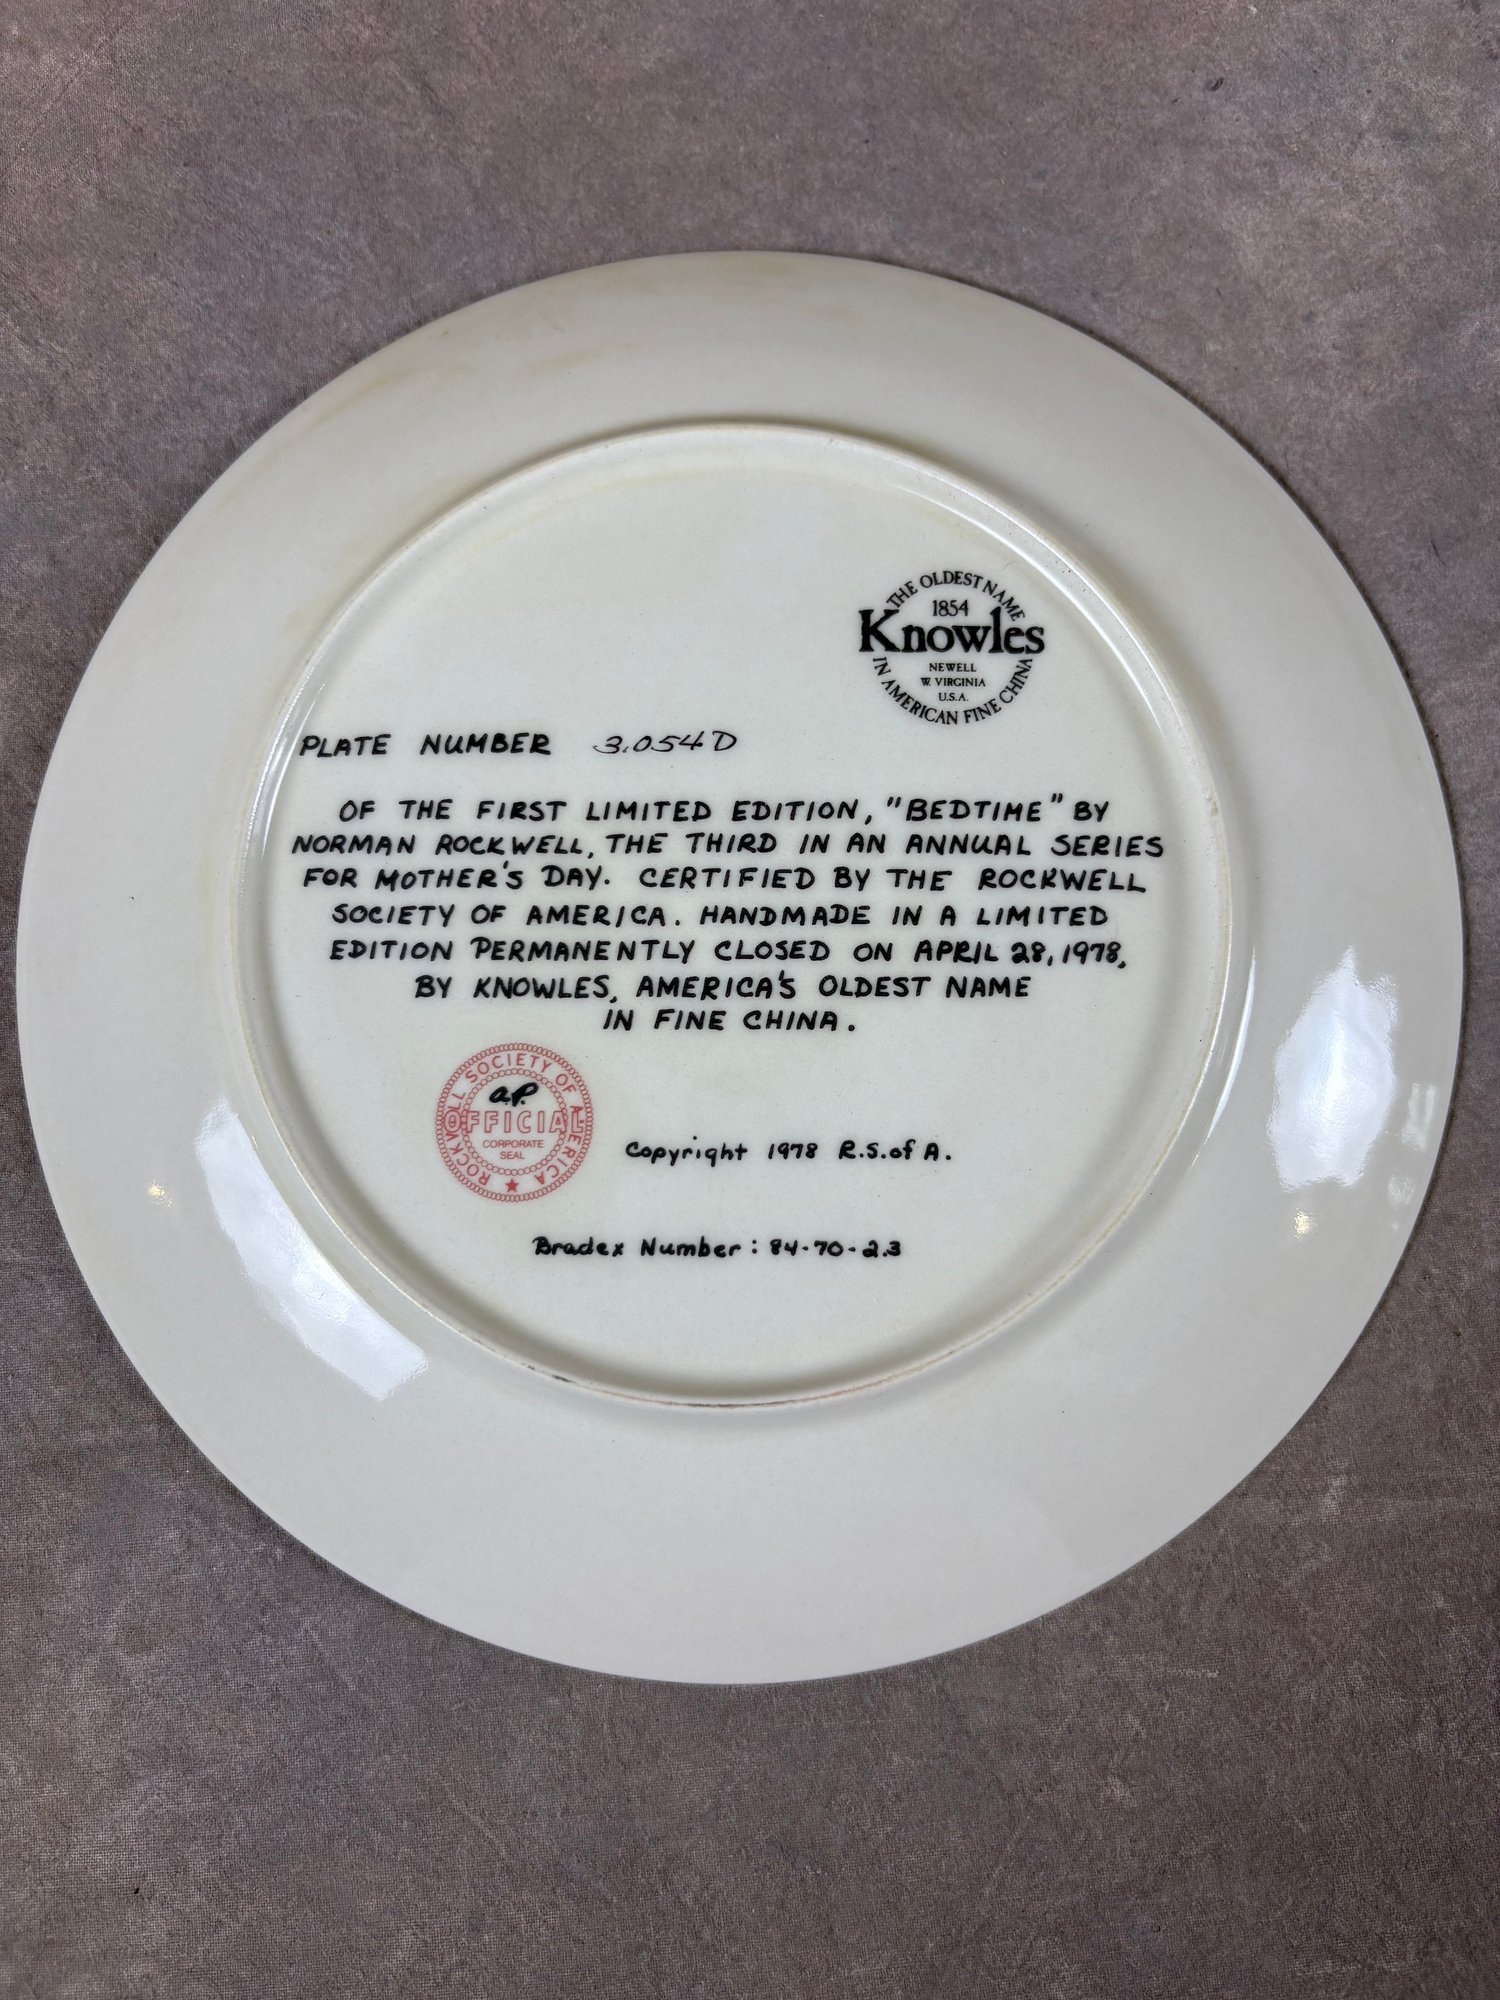 THE OLDEST NAME
1854
Knowles
NEWELL
W. VIRGINIA
U.S.A.
IN AMERICAN FINE CHINA
PLATE NUMBER 3.054D
OF THE FIRST LIMITED EDITION, "BEDTIME" BY
NORMAN ROCKWELL, THE THIRD IN AN ANNUAL SERIES
FOR MOTHER'S DAY. CERTIFIED BY THE ROCKWELL
SOCIETY OF AMERICA. HANDMADE IN A LIMITED
EDITION PERMANENTLY CLOSED ON APRIL 28, 1978,
BY KNOWLES, AMERICA'S OLDEST NAME
IN FINE CHINA.
ROCKWELL SOCIETY OF AMERICA
a.P.
OFFICIAL
CORPORATE
SEAL
Copyright 1978 R.S.of A.
Bradex Number: 84-70-2.3